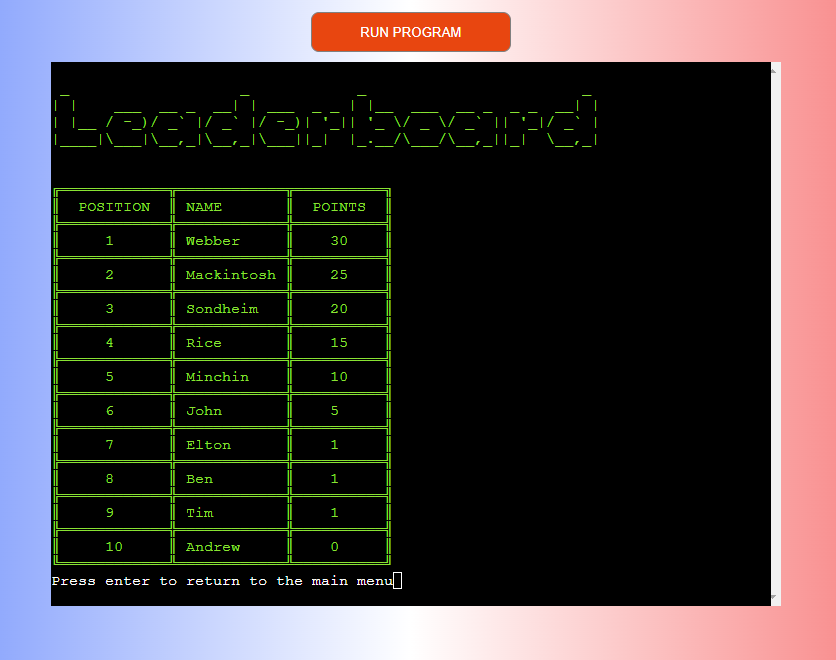 RUN PROGRAM
Leaderboard
POSITION NAME POINTS
1 Webber 30
2 Mackintosh 25
3 Sondheim 20
4 Rice 15
5 Minchin 10
6 John 5
7 Elton 1
8 Ben 1
9 Tim 1
10 Andrew 0
Press enter to return to the main menu